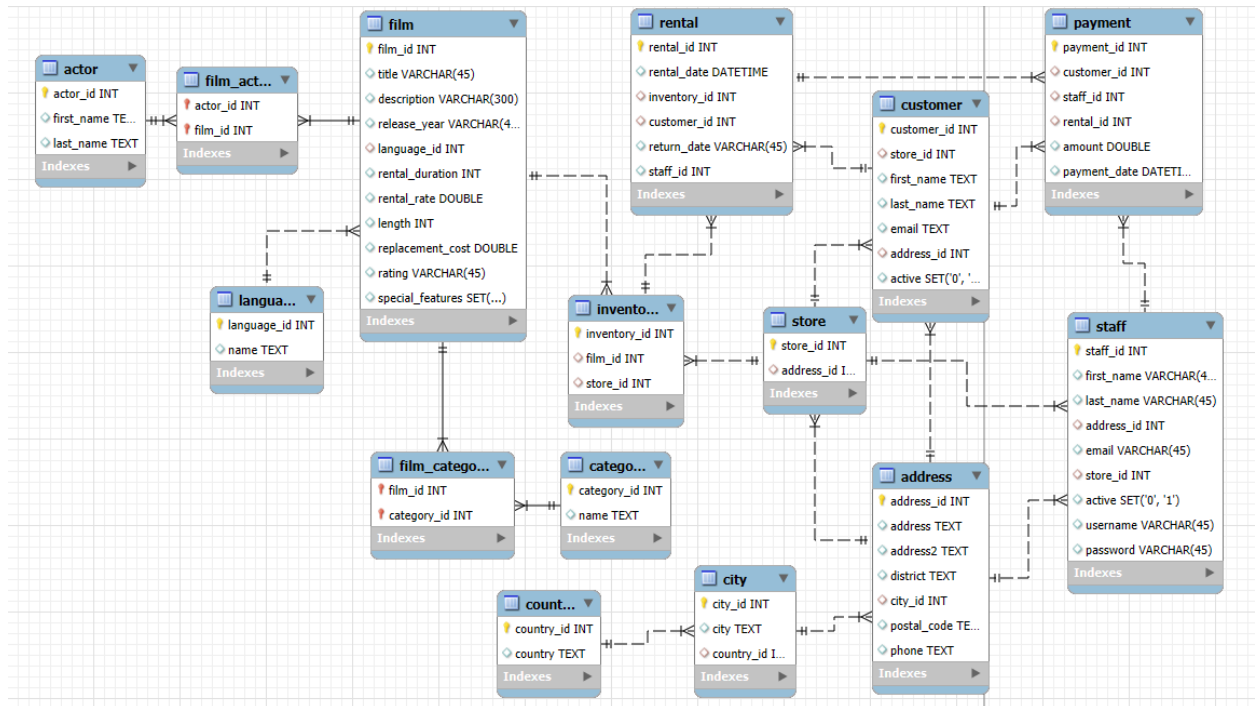 actor
actor_id INT
first_name TE...
last_name TEXT
Indexes
film_act...
actor_id INT
film_id INT
Indexes
film
film_id INT
title VARCHAR(45)
description VARCHAR(300)
release_year VARCHAR(4...
language_id INT
rental_duration INT
rental_rate DOUBLE
length INT
replacement_cost DOUBLE
rating VARCHAR(45)
special_features SET(...)
Indexes
rental
rental_id INT
rental_date DATETIME
inventory_id INT
customer_id INT
return_date VARCHAR(45)
staff_id INT
Indexes
customer
customer_id INT
store_id INT
first_name TEXT
last_name TEXT
email TEXT
address_id INT
active SET('0', '...
Indexes
payment
payment_id INT
customer_id INT
staff_id INT
rental_id INT
amount DOUBLE
payment_date DATETI...
Indexes
langua...
language_id INT
name TEXT
Indexes
invento...
inventory_id INT
film_id INT
store_id INT
Indexes
store
store_id INT
address_id I...
Indexes
staff
staff_id INT
first_name VARCHAR(4...
last_name VARCHAR(45)
address_id INT
email VARCHAR(45)
store_id INT
active SET('0', '1')
username VARCHAR(45)
password VARCHAR(45)
Indexes
film_catego...
film_id INT
category_id INT
Indexes
catego...
category_id INT
name TEXT
Indexes
address
address_id INT
address TEXT
address2 TEXT
district TEXT
city_id INT
postal_code TE...
phone TEXT
Indexes
count...
country_id INT
country TEXT
Indexes
city
city_id INT
city TEXT
country_id I...
Indexes